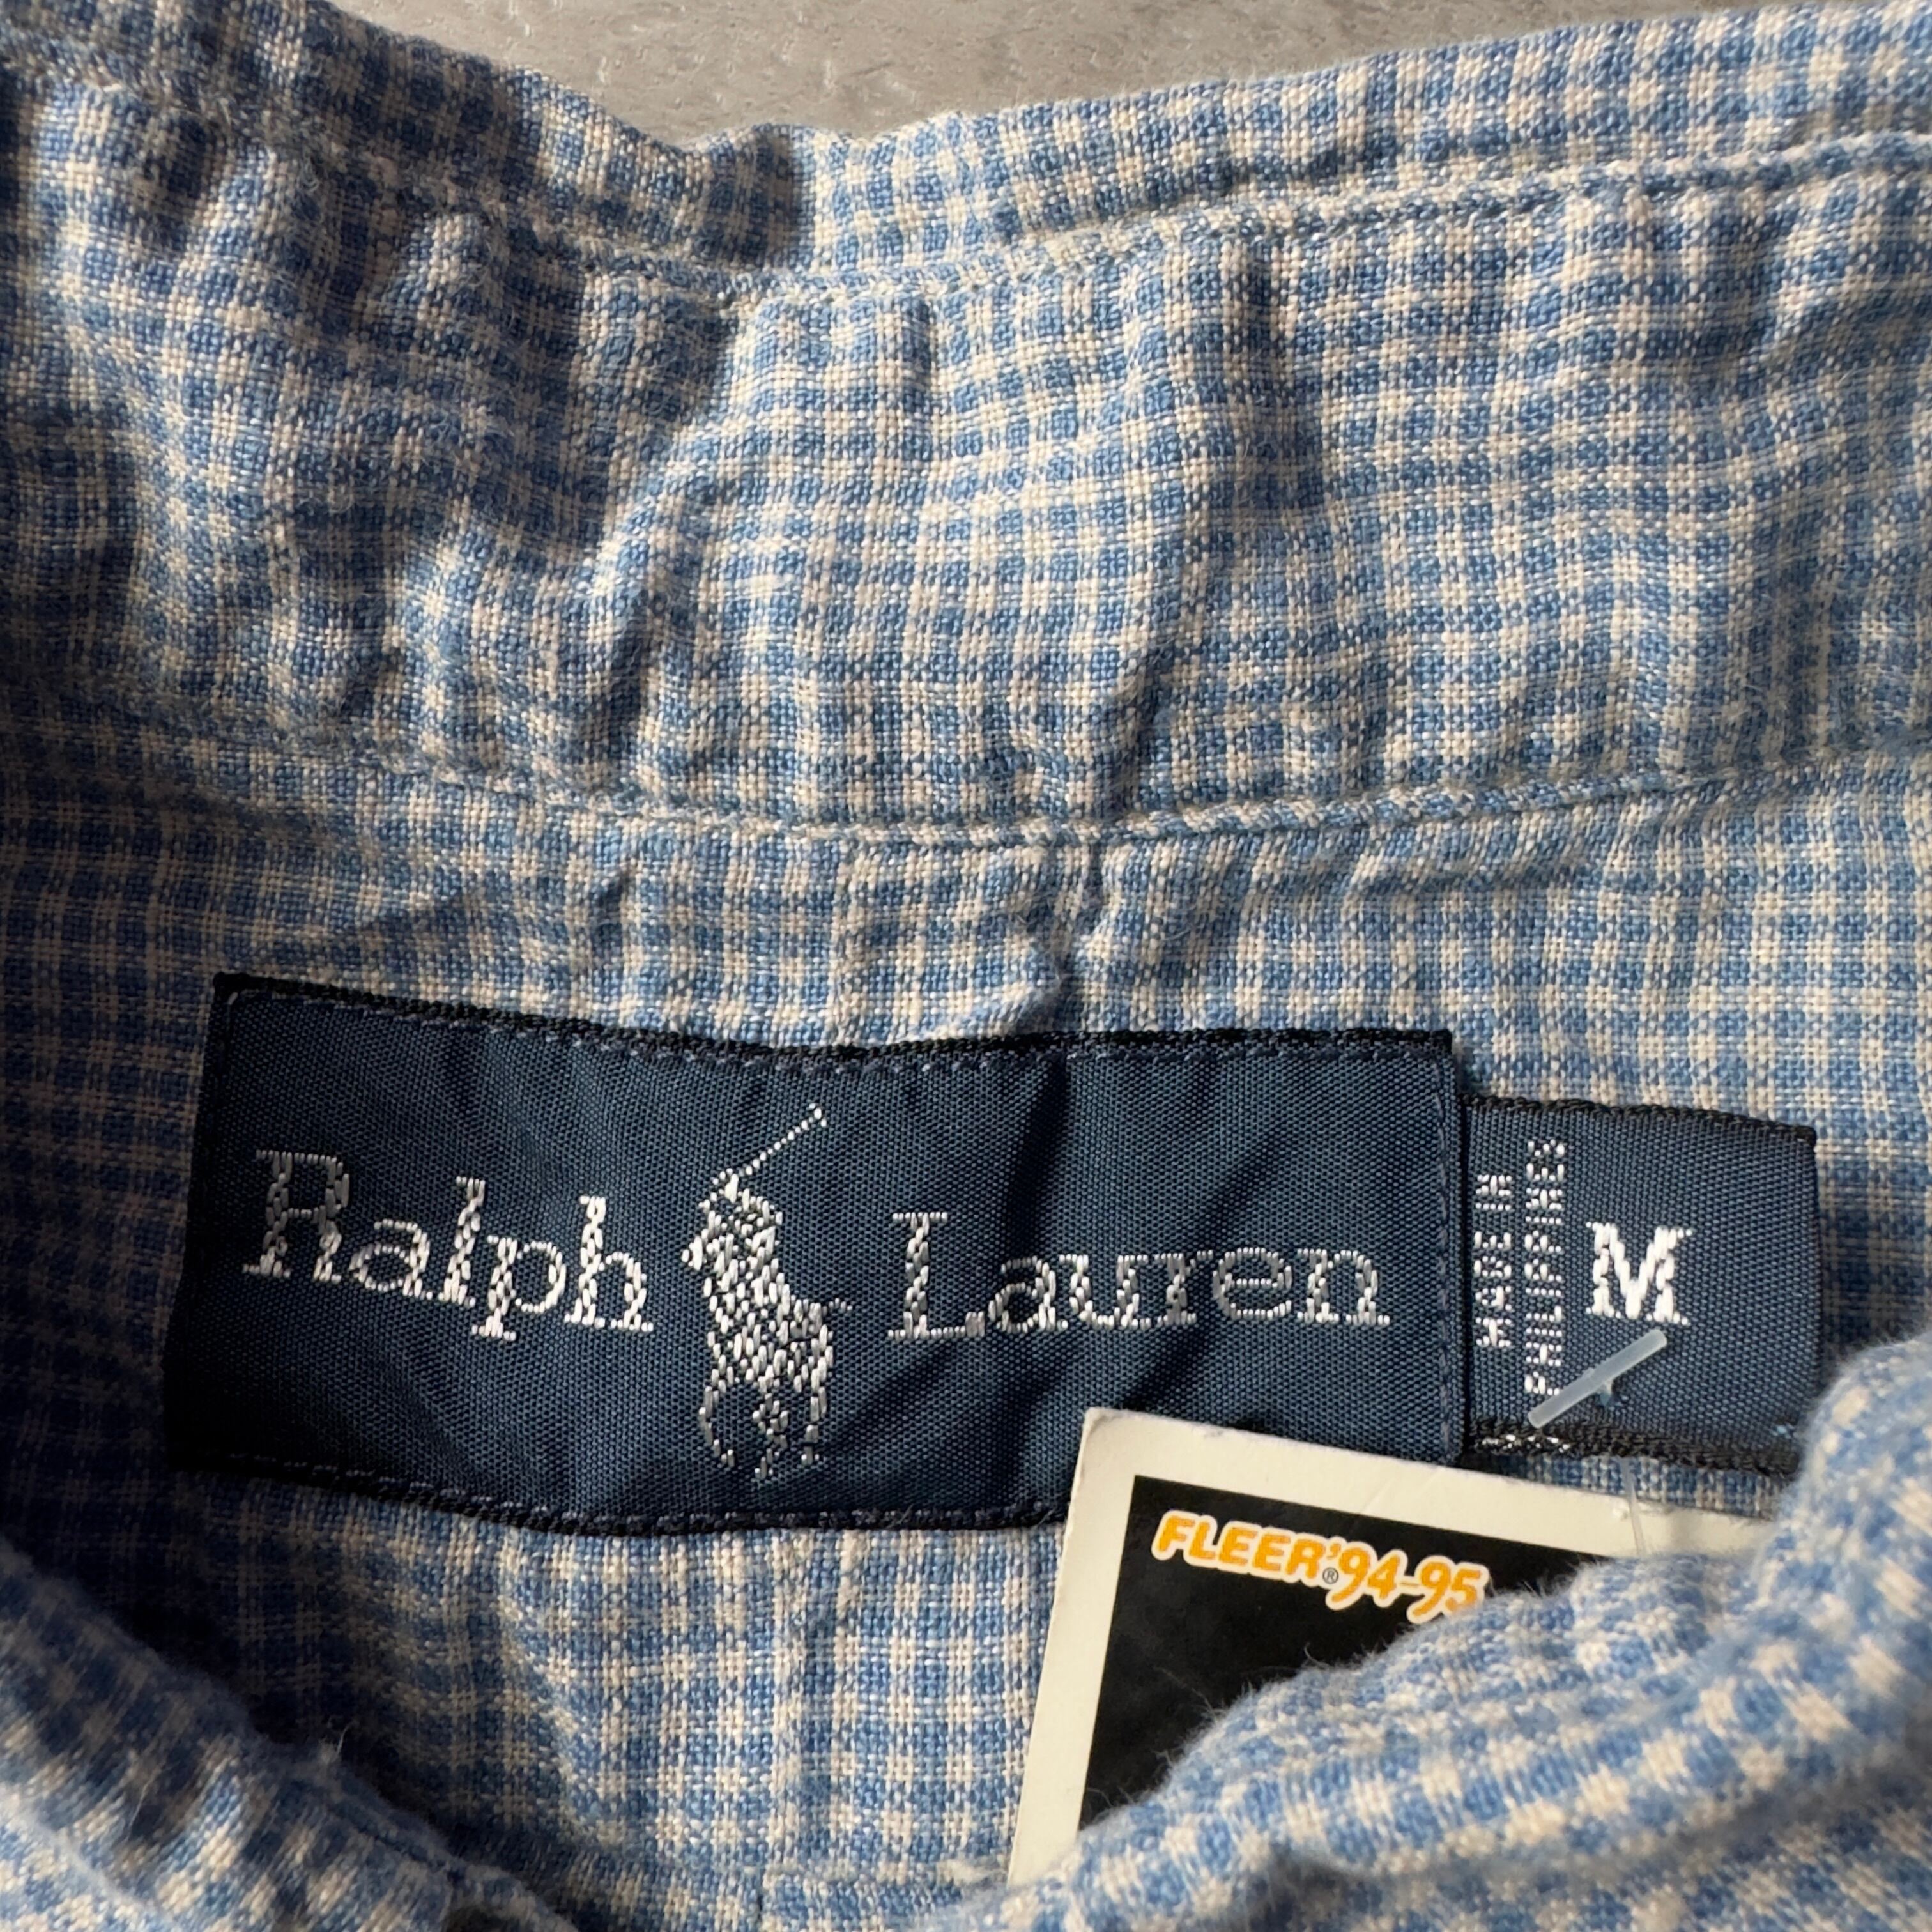 Ralph Lauren
MADE IN
PHILIPPINES
M
FLEER®'94-95